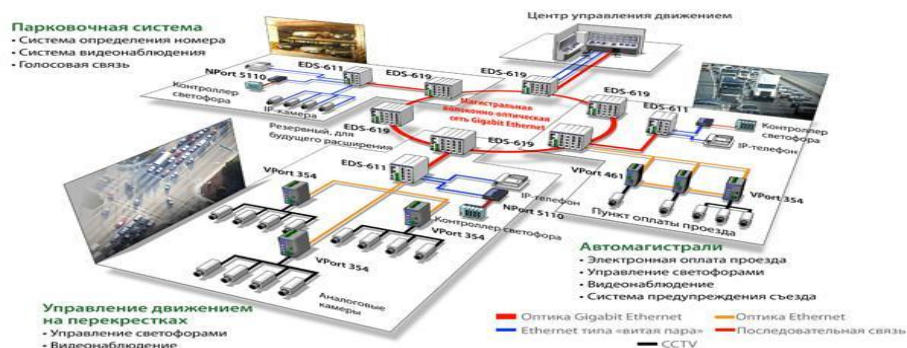 Парковочная система
• Система определения номера
• Система видеонаблюдения
• Голосовая связь
Центр управления движением
EDS-611
EDS-619
EDS-619
NPort 5110
Контроллер
светофора
IP-камера
EDS-619
Магистральная
волоконно-оптическая
сеть Gigabit Ethernet
EDS-619
EDS-611
Контроллер
светофора
IP-телефон
Резервный, для
будущего расширения
EDS-619
EDS-611
VPort 354
IP-телефон
NPort 5110
Контроллер светофора
VPort 354
VPort 354
VPort 461
VPort 354
Пункт оплаты проезда
Аналоговые
камеры
Автомагистрали
• Электронная оплата проезда
• Управление светофорами
• Видеонаблюдение
• Система предупреждения съезда
Управление движением
на перекрестках
• Управление светофорами
• Видеонаблюдение
Оптика Gigabit Ethernet
Оптика Ethernet
Ethernet типа «витая пара»
Последовательная связь
CCTV